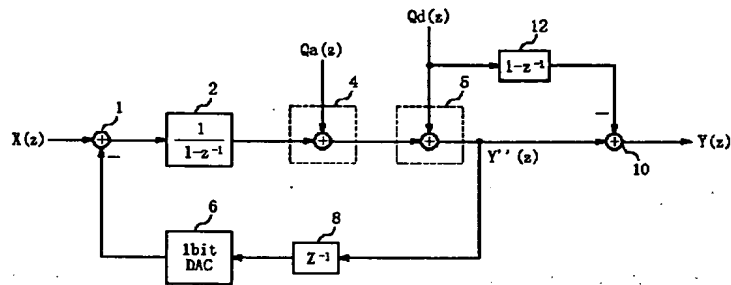 Qd(z)
12
Qa(z)
1-z⁻¹
4
5
1
2
X(z)
+
−
1
1-z⁻¹
+
+
−
+
Y(z)
Y''(z)
10
6
8
1bit
DAC
Z⁻¹